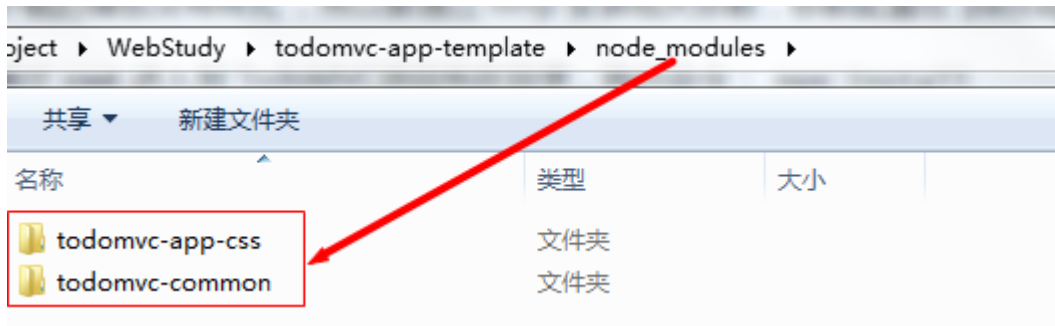 oject ▸ WebStudy ▸ todomvc-app-template ▸ node_modules ▸
共享 新建文件夹
名称 类型 大小
todomvc-app-css 文件夹
todomvc-common 文件夹